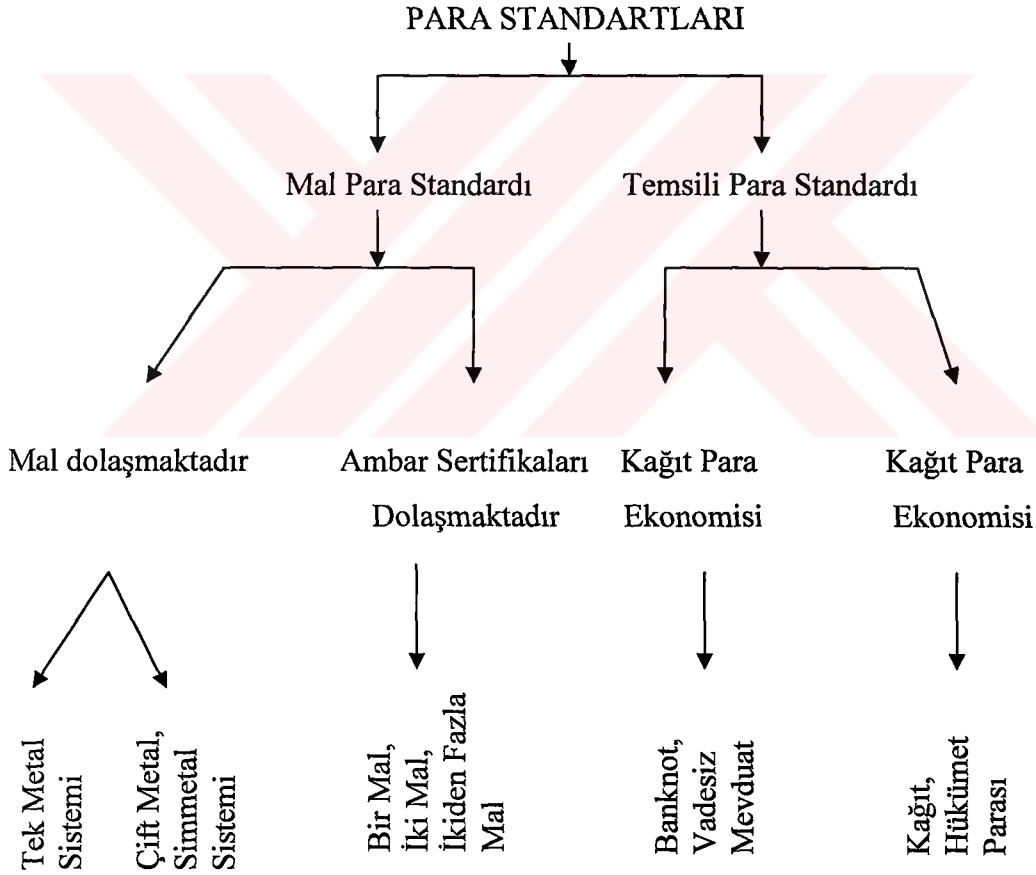 PARA STANDARTLARI
Mal Para Standardı
Temsili Para Standardı
Mal dolaşmaktadır
Ambar Sertifikaları
Dolaşmaktadır
Kağıt Para
Ekonomisi
Kağıt Para
Ekonomisi
Tek Metal
Sistemi
Çift Metal,
Simmetal
Sistemi
Bir Mal,
İki Mal,
İkiden Fazla
Mal
Banknot,
Vadesiz
Mevduat
Kağıt,
Hükümet
Parası